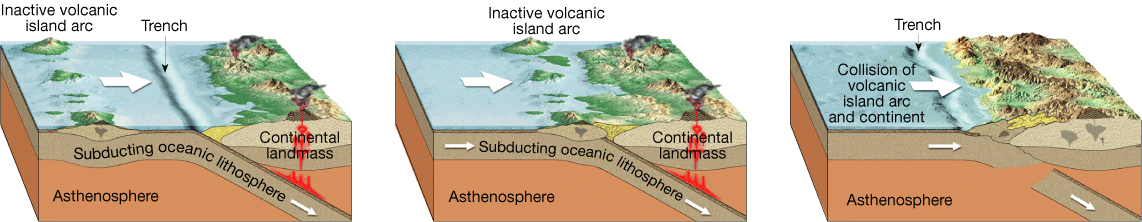 Inactive volcanic
island arc
Trench
Continental
landmass
Subducting oceanic lithosphere
Asthenosphere
Inactive volcanic
island arc
Continental
landmass
Subducting oceanic lithosphere
Asthenosphere
Trench
Collision of
volcanic
island arc
and continent
Asthenosphere